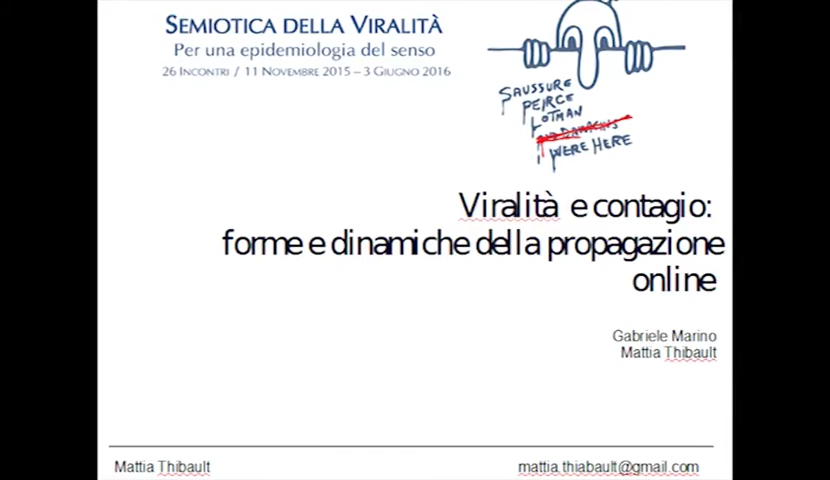 SEMIOTICA DELLA VIRALITÀ
Per una epidemiologia del senso
26 INCONTRI / 11 NOVEMBRE 2015 – 3 GIUGNO 2016
SAUSSURE
PEIRCE
LOTMAN
WERE HERE
Viralità e contagio:
forme e dinamiche della propagazione
online
Gabriele Marino
Mattia Thibault
Mattia Thibault
mattia.thiabault@gmail.com